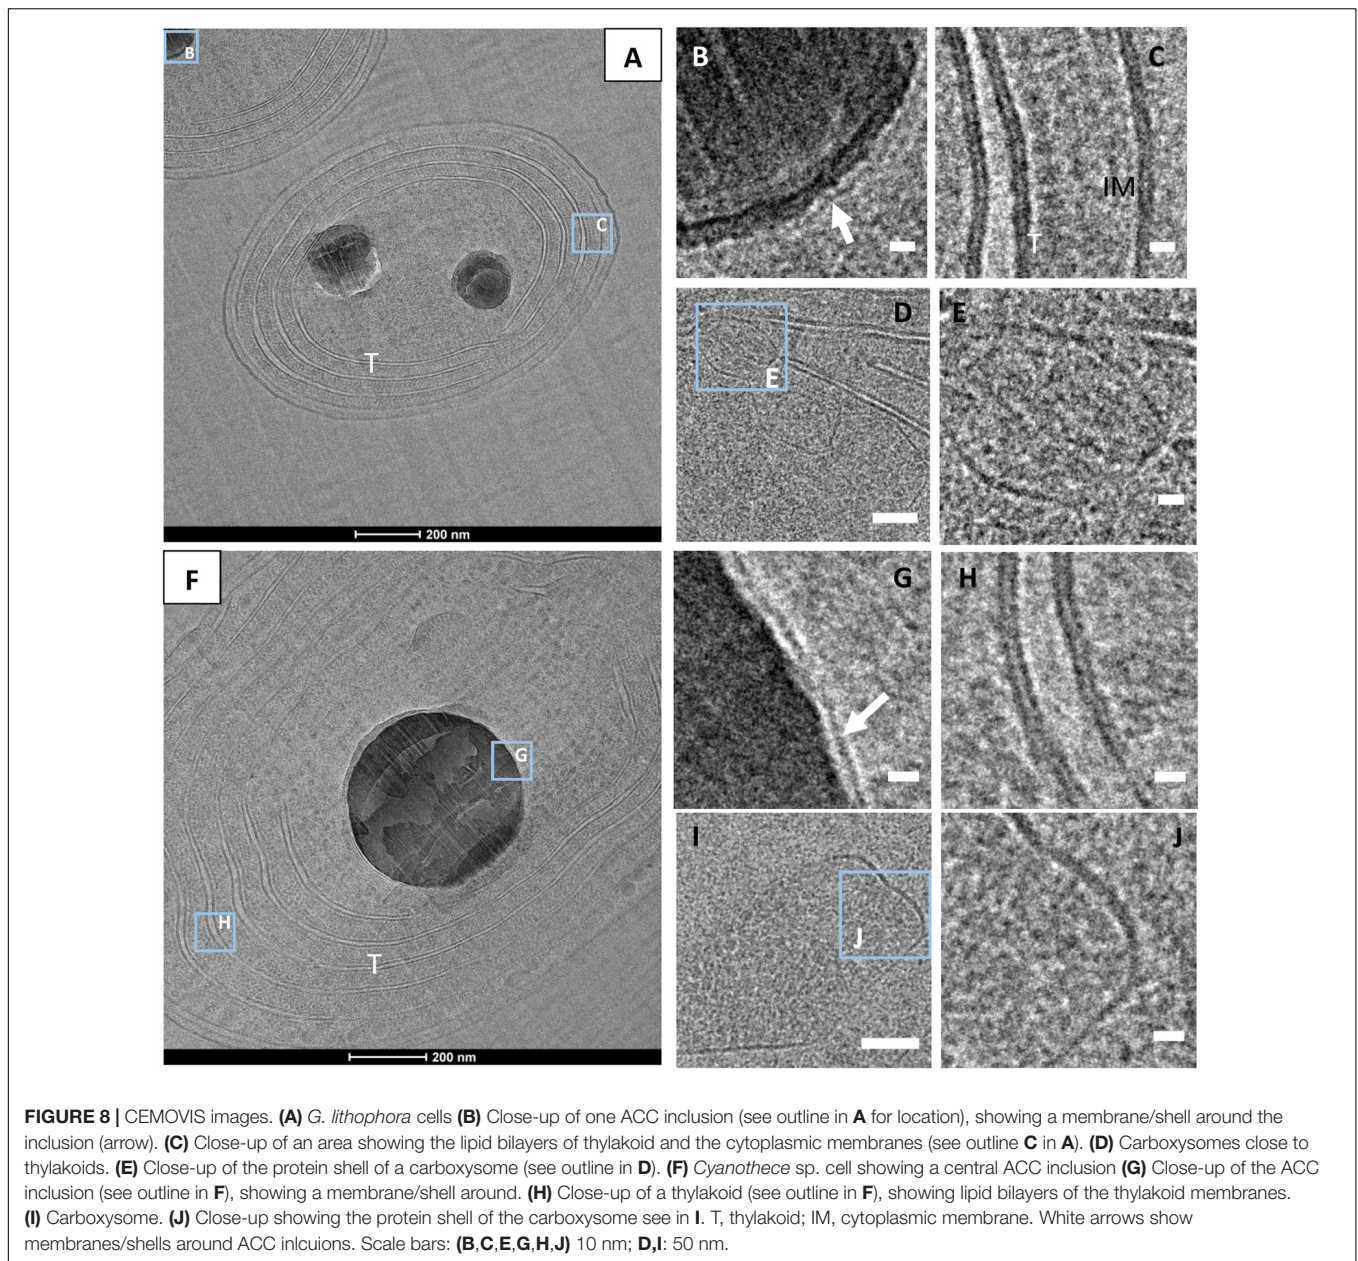 B
A
C
T
200 nm
B
C
IM
T
D
E
E
F
G
H
T
200 nm
G
H
I
J
J
FIGURE 8 | CEMOVIS images. (A) G. lithophora cells (B) Close-up of one ACC inclusion (see outline in A for location), showing a membrane/shell around the
inclusion (arrow). (C) Close-up of an area showing the lipid bilayers of thylakoid and the cytoplasmic membranes (see outline C in A). (D) Carboxysomes close to
thylakoids. (E) Close-up of the protein shell of a carboxysome (see outline in D). (F) Cyanothece sp. cell showing a central ACC inclusion (G) Close-up of the ACC
inclusion (see outline in F), showing a membrane/shell around. (H) Close-up of a thylakoid (see outline in F), showing lipid bilayers of the thylakoid membranes.
(I) Carboxysome. (J) Close-up showing the protein shell of the carboxysome see in I. T, thylakoid; IM, cytoplasmic membrane. White arrows show
membranes/shells around ACC inlcuions. Scale bars: (B,C,E,G,H,J) 10 nm; D,I: 50 nm.